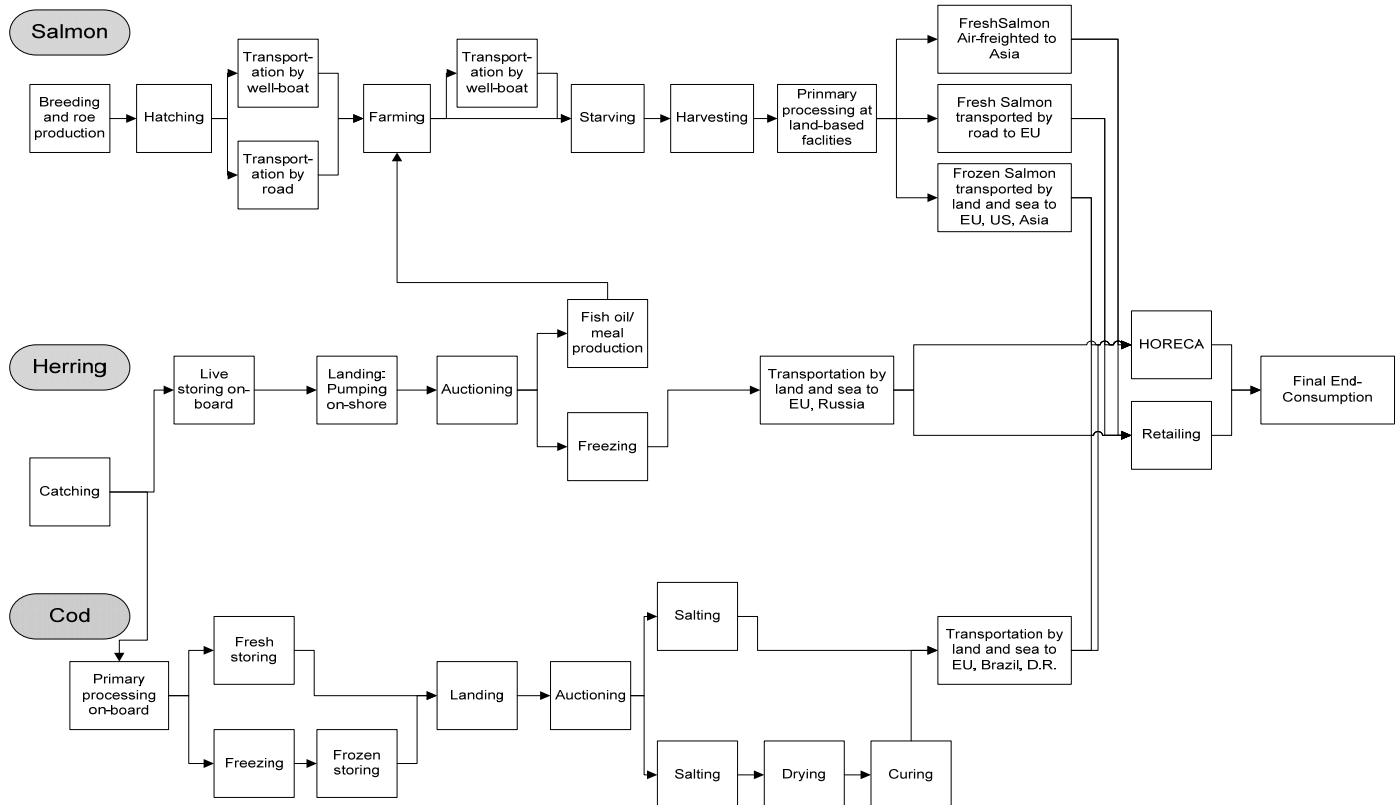 Salmon
Breeding
and roe
production
Hatching
Transport-
ation by
well-boat
Transport-
ation by
road
Farming
Transport-
ation by
well-boat
Starving
Harvesting
Prinmary
processing at
land-based
faclities
FreshSalmon
Air-freighted to
Asia
Fresh Salmon
transported by
road to EU
Frozen Salmon
transported by
land and sea to
EU, US, Asia
Herring
Catching
Live
storing on-
board
Landing:
Pumping
on-shore
Auctioning
Fish oil/
meal
production
Freezing
Transportation by
land and sea to
EU, Russia
HORECA
Retailing
Final End-
Consumption
Cod
Primary
processing
on-board
Fresh
storing
Freezing
Frozen
storing
Landing
Auctioning
Salting
Salting
Drying
Curing
Transportation by
land and sea to
EU, Brazil, D.R.